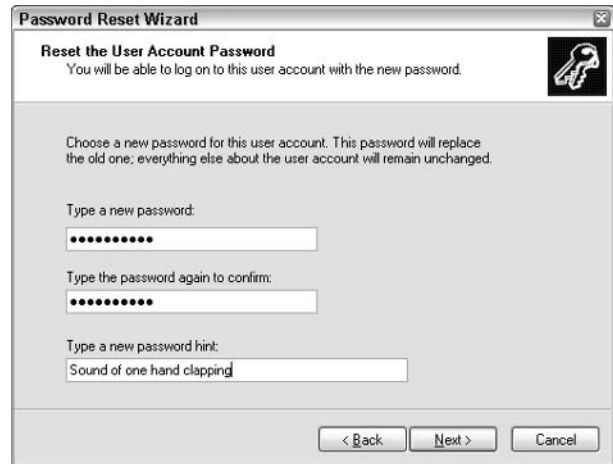 Password Reset Wizard
Reset the User Account Password
You will be able to log on to this user account with the new password.
Choose a new password for this user account. This password will replace
the old one; everything else about the user account will remain unchanged.
Type a new password:
●●●●●●●●●●
Type the password again to confirm:
●●●●●●●●●●
Type a new password hint:
Sound of one hand clapping
< Back Next > Cancel